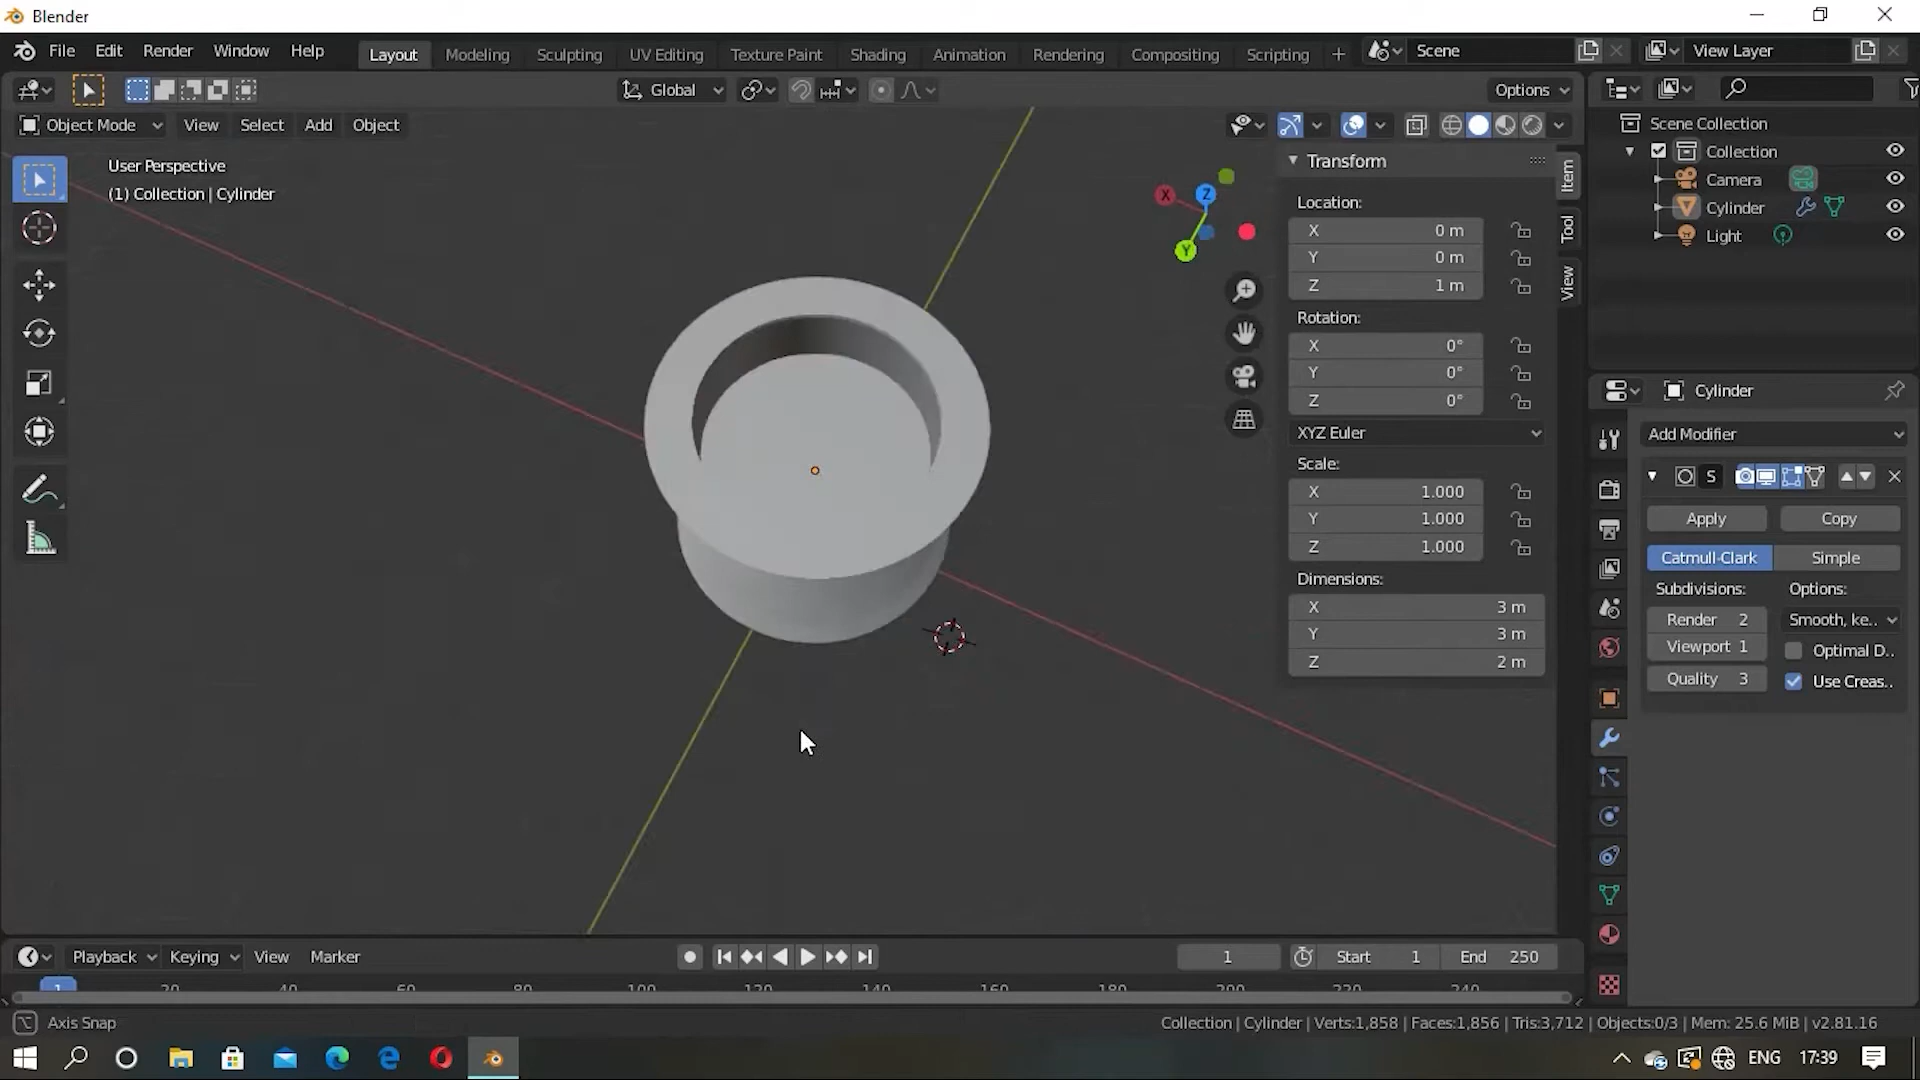 Blender
File Edit Render Window Help Layout Modeling Sculpting UV Editing Texture Paint Shading Animation Rendering Compositing Scripting + Scene View Layer
Global Options
Object Mode View Select Add Object
User Perspective
(1) Collection | Cylinder
X Z Y
Transform
Location:
X 0 m
Y 0 m
Z 1 m
Rotation:
X 0°
Y 0°
Z 0°
XYZ Euler
Scale:
X 1.000
Y 1.000
Z 1.000
Dimensions:
X 3 m
Y 3 m
Z 2 m
Item
Tool
View
Scene Collection
Collection
Camera
Cylinder
Light
Cylinder
Add Modifier
S
Apply Copy
Catmull-Clark Simple
Subdivisions: Options:
Render 2 Smooth, ke..
Viewport 1 Optimal D..
Quality 3 Use Creas..
Playback Keying View Marker 1 Start 1 End 250
1 20 40 60 80 100 120 140 160 180 200 220 240
Axis Snap Collection | Cylinder | Verts:1,858 | Faces:1,856 | Tris:3,712 | Objects:0/3 | Mem: 25.6 MiB | v2.81.16
ENG 17:39